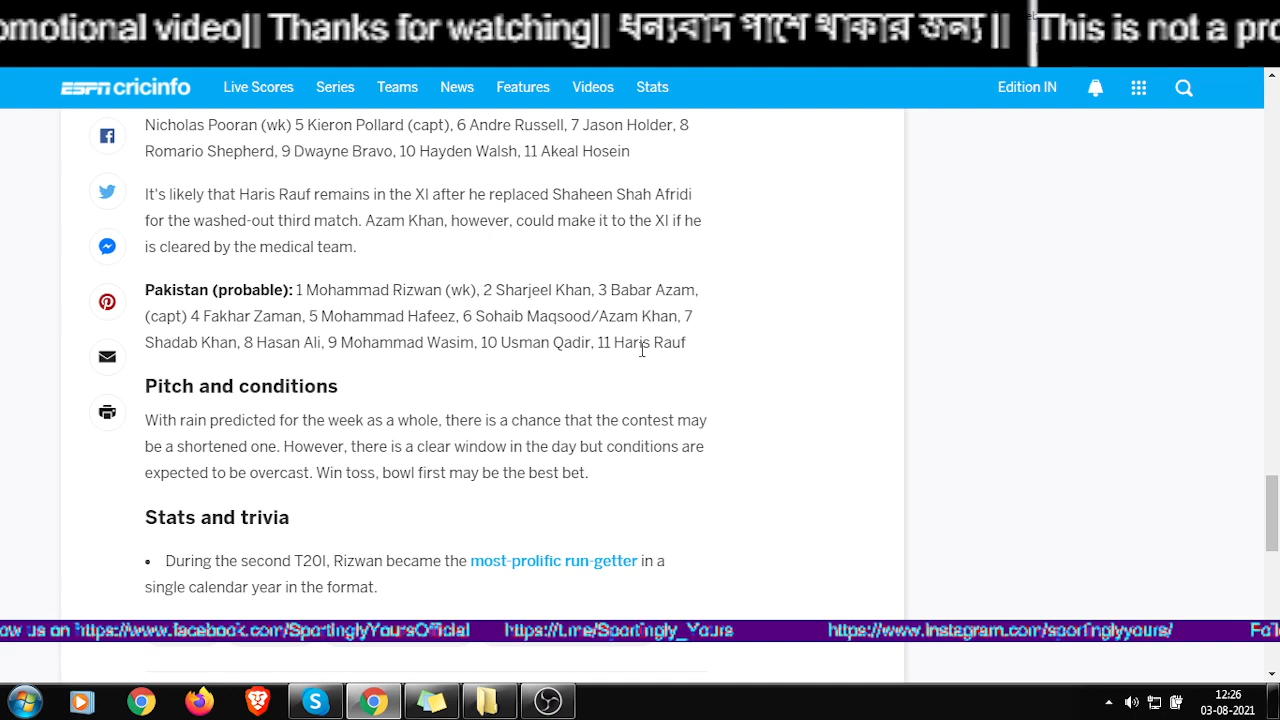 omotional video|| Thanks for watching|| ধন্যবাদ পাশে থাকার জন্য || This is not a pro
ESPN cricinfo Live Scores Series Teams News Features Videos Stats Edition IN
Nicholas Pooran (wk) 5 Kieron Pollard (capt), 6 Andre Russell, 7 Jason Holder, 8
Romario Shepherd, 9 Dwayne Bravo, 10 Hayden Walsh, 11 Akeal Hosein
It's likely that Haris Rauf remains in the XI after he replaced Shaheen Shah Afridi
for the washed-out third match. Azam Khan, however, could make it to the XI if he
is cleared by the medical team.
Pakistan (probable): 1 Mohammad Rizwan (wk), 2 Sharjeel Khan, 3 Babar Azam,
(capt) 4 Fakhar Zaman, 5 Mohammad Hafeez, 6 Sohaib Maqsood/Azam Khan, 7
Shadab Khan, 8 Hasan Ali, 9 Mohammad Wasim, 10 Usman Qadir, 11 Haris Rauf
Pitch and conditions
With rain predicted for the week as a whole, there is a chance that the contest may
be a shortened one. However, there is a clear window in the day but conditions are
expected to be overcast. Win toss, bowl first may be the best bet.
Stats and trivia
• During the second T20I, Rizwan became the most-prolific run-getter in a
single calendar year in the format.
ow us on https://www.facebook.com/SportinglyYoursOfficial https://t.me/Sportingly_Yours https://www.instagram.com/sportinglyyours/ Fo
12:26
03-08-2021